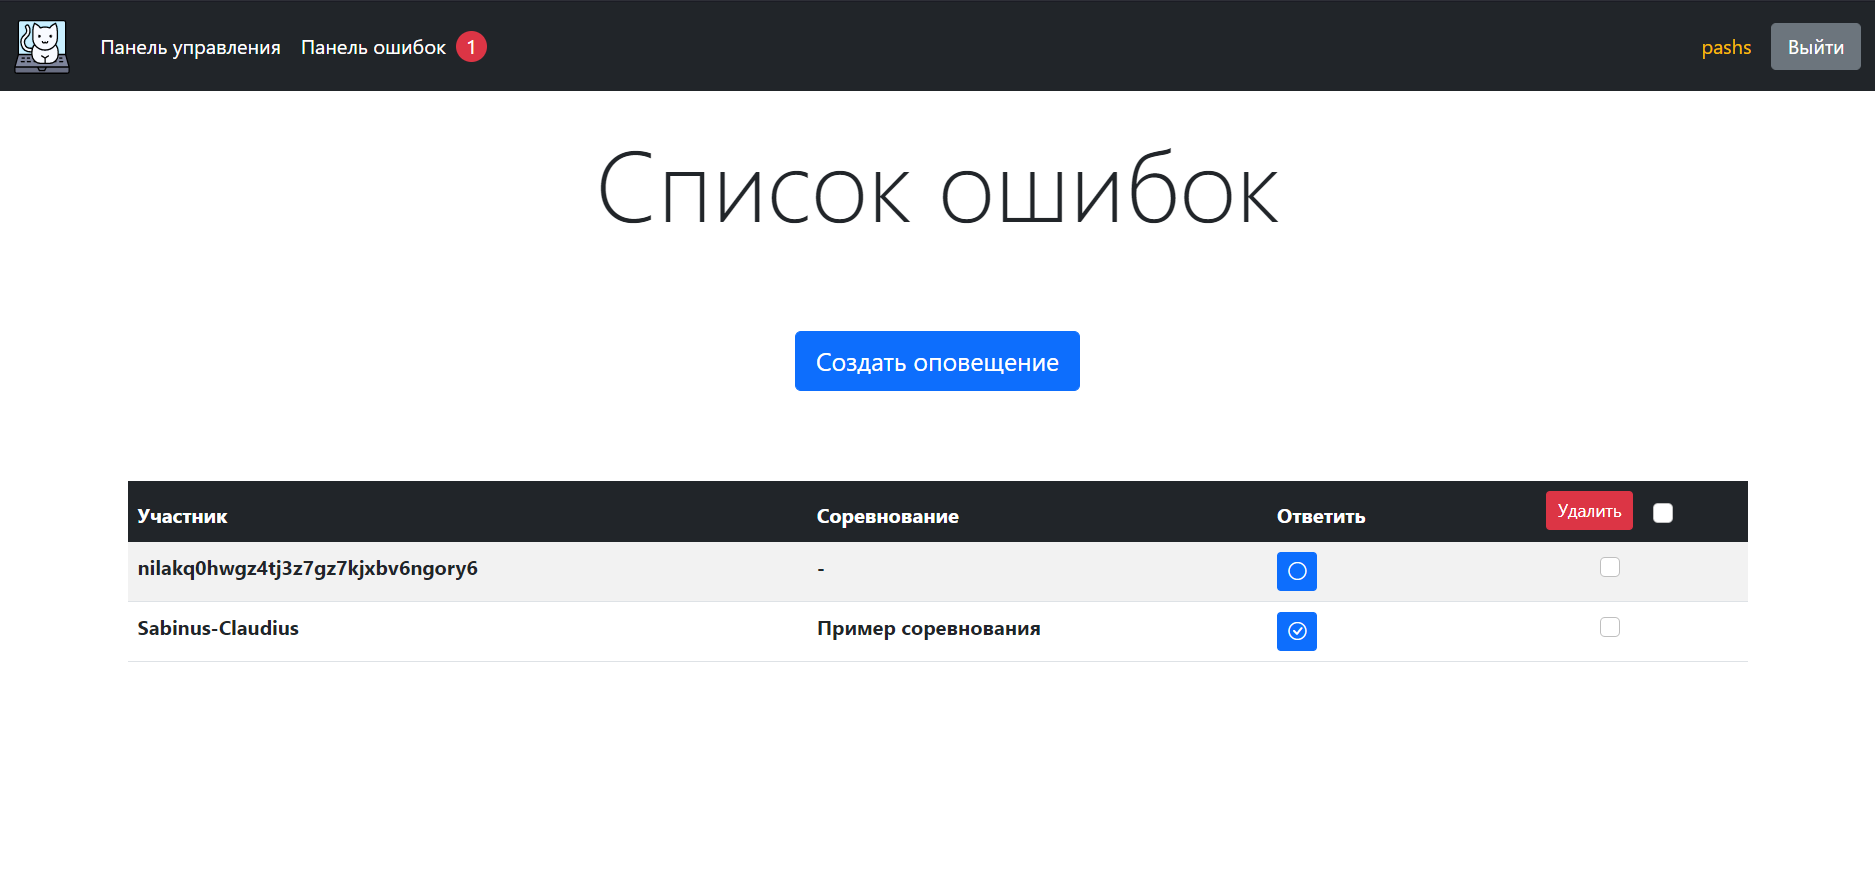 Панель управления Панель ошибок 1 pashs Выйти
Список ошибок
Создать оповещение
Участник Соревнование Ответить Удалить
nilakq0hwgz4tj3z7gz7kjxbv6ngory6 -
Sabinus-Claudius Пример соревнования